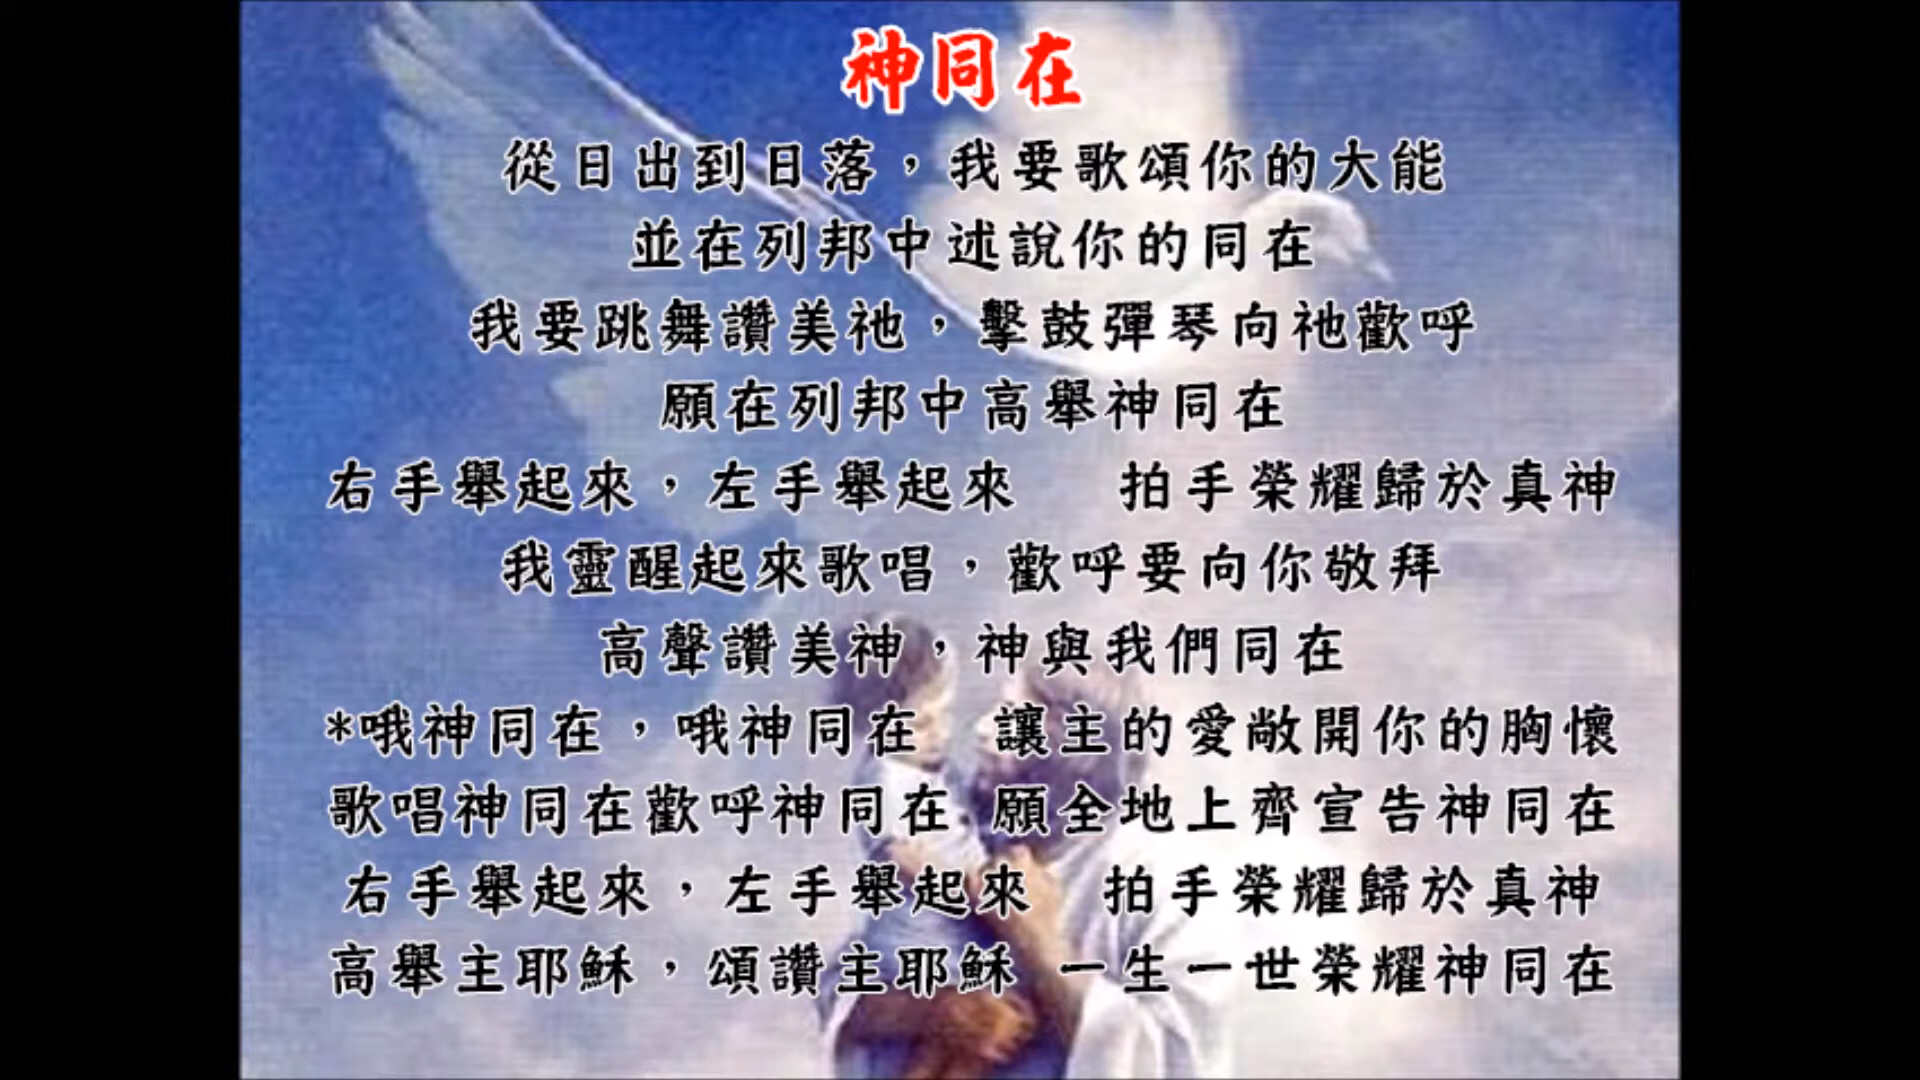 神同在
從日出到日落，我要歌頌你的大能
並在列邦中述說你的同在
我要跳舞讚美祂，擊鼓彈琴向祂歡呼
願在列邦中高舉神同在
右手舉起來，左手舉起來　拍手榮耀歸於真神
我靈醒起來歌唱，歡呼要向你敬拜
高聲讚美神，神與我們同在
*哦神同在，哦神同在　讓主的愛敞開你的胸懷
歌唱神同在歡呼神同在 願全地上齊宣告神同在
右手舉起來，左手舉起來　拍手榮耀歸於真神
高舉主耶穌，頌讚主耶穌 一生一世榮耀神同在